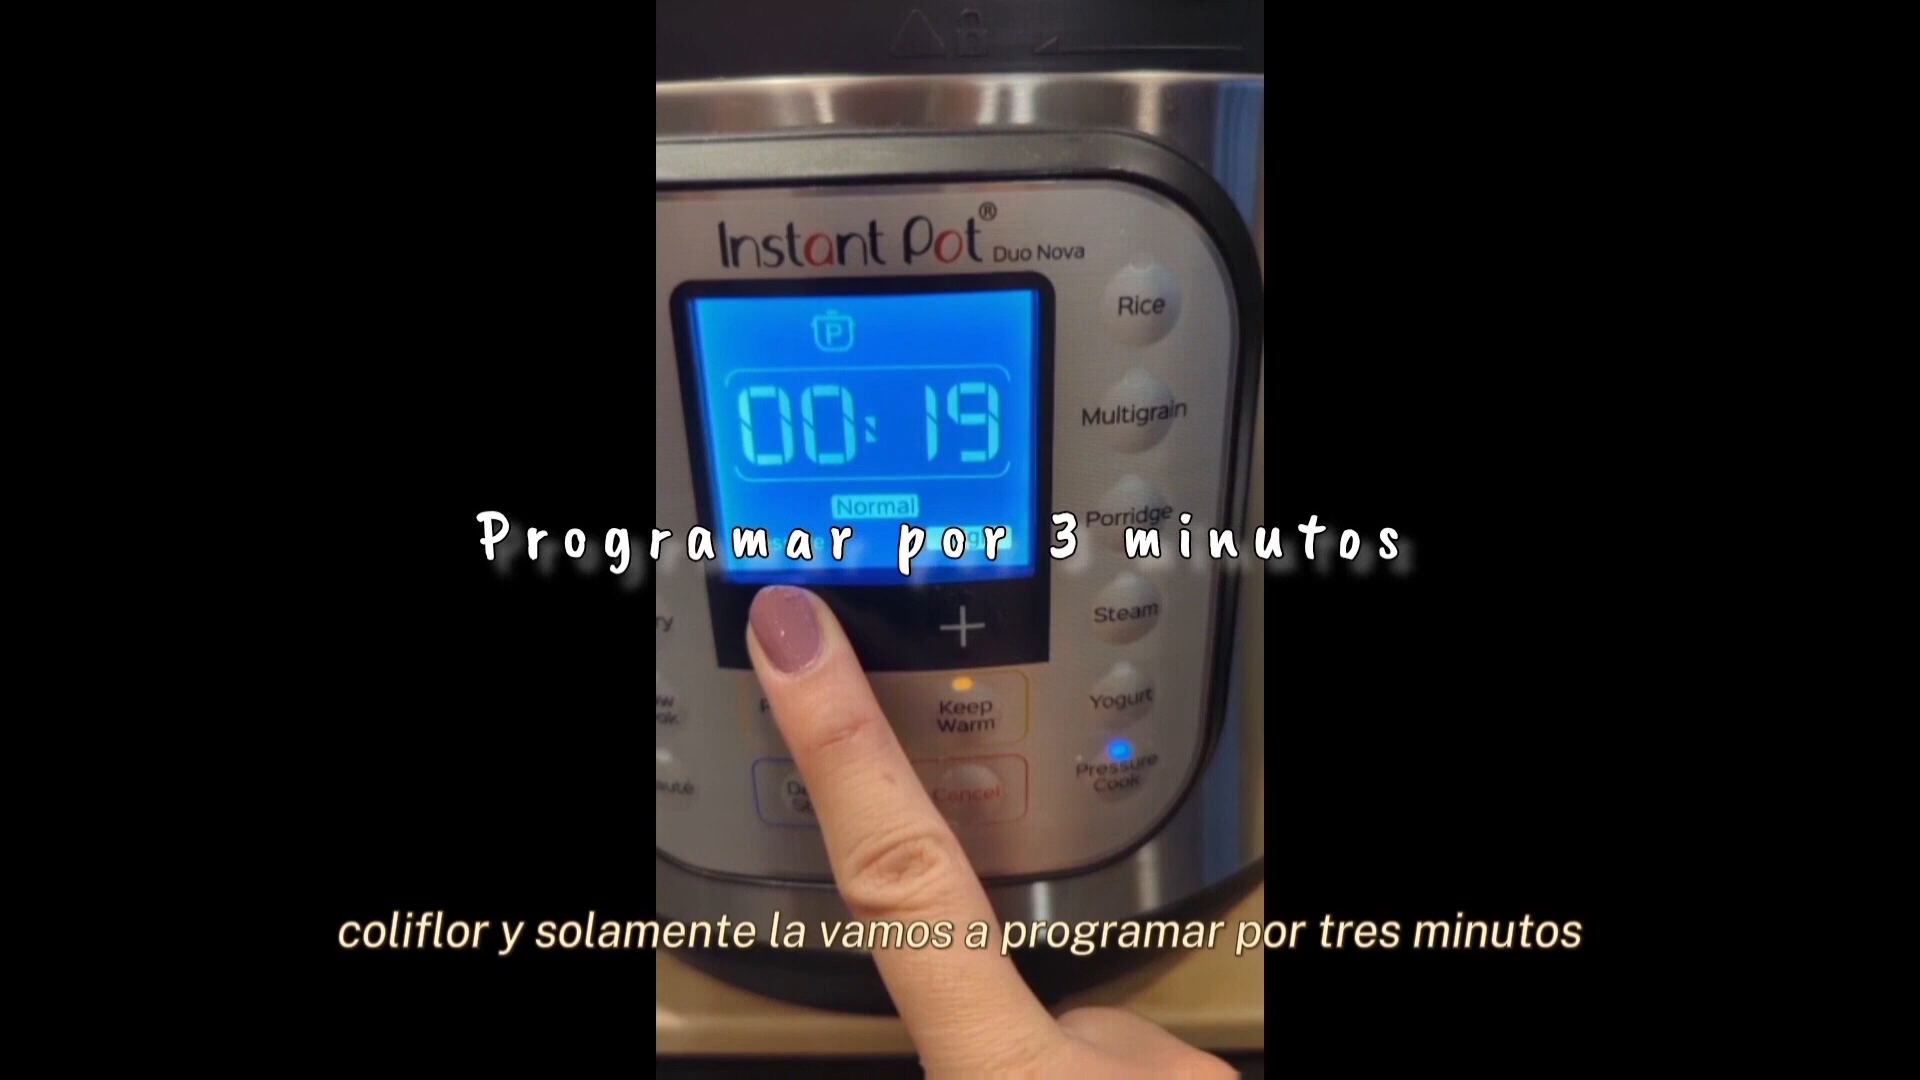 Instant Pot® Duo Nova
Rice
P
00:19
Multigrain
Normal
Porridge
Programar por 3 minutos
+
Steam
Keep
Warm
Yogurt
Pressure
Cook
Cancel
coliflor y solamente la vamos a programar por tres minutos